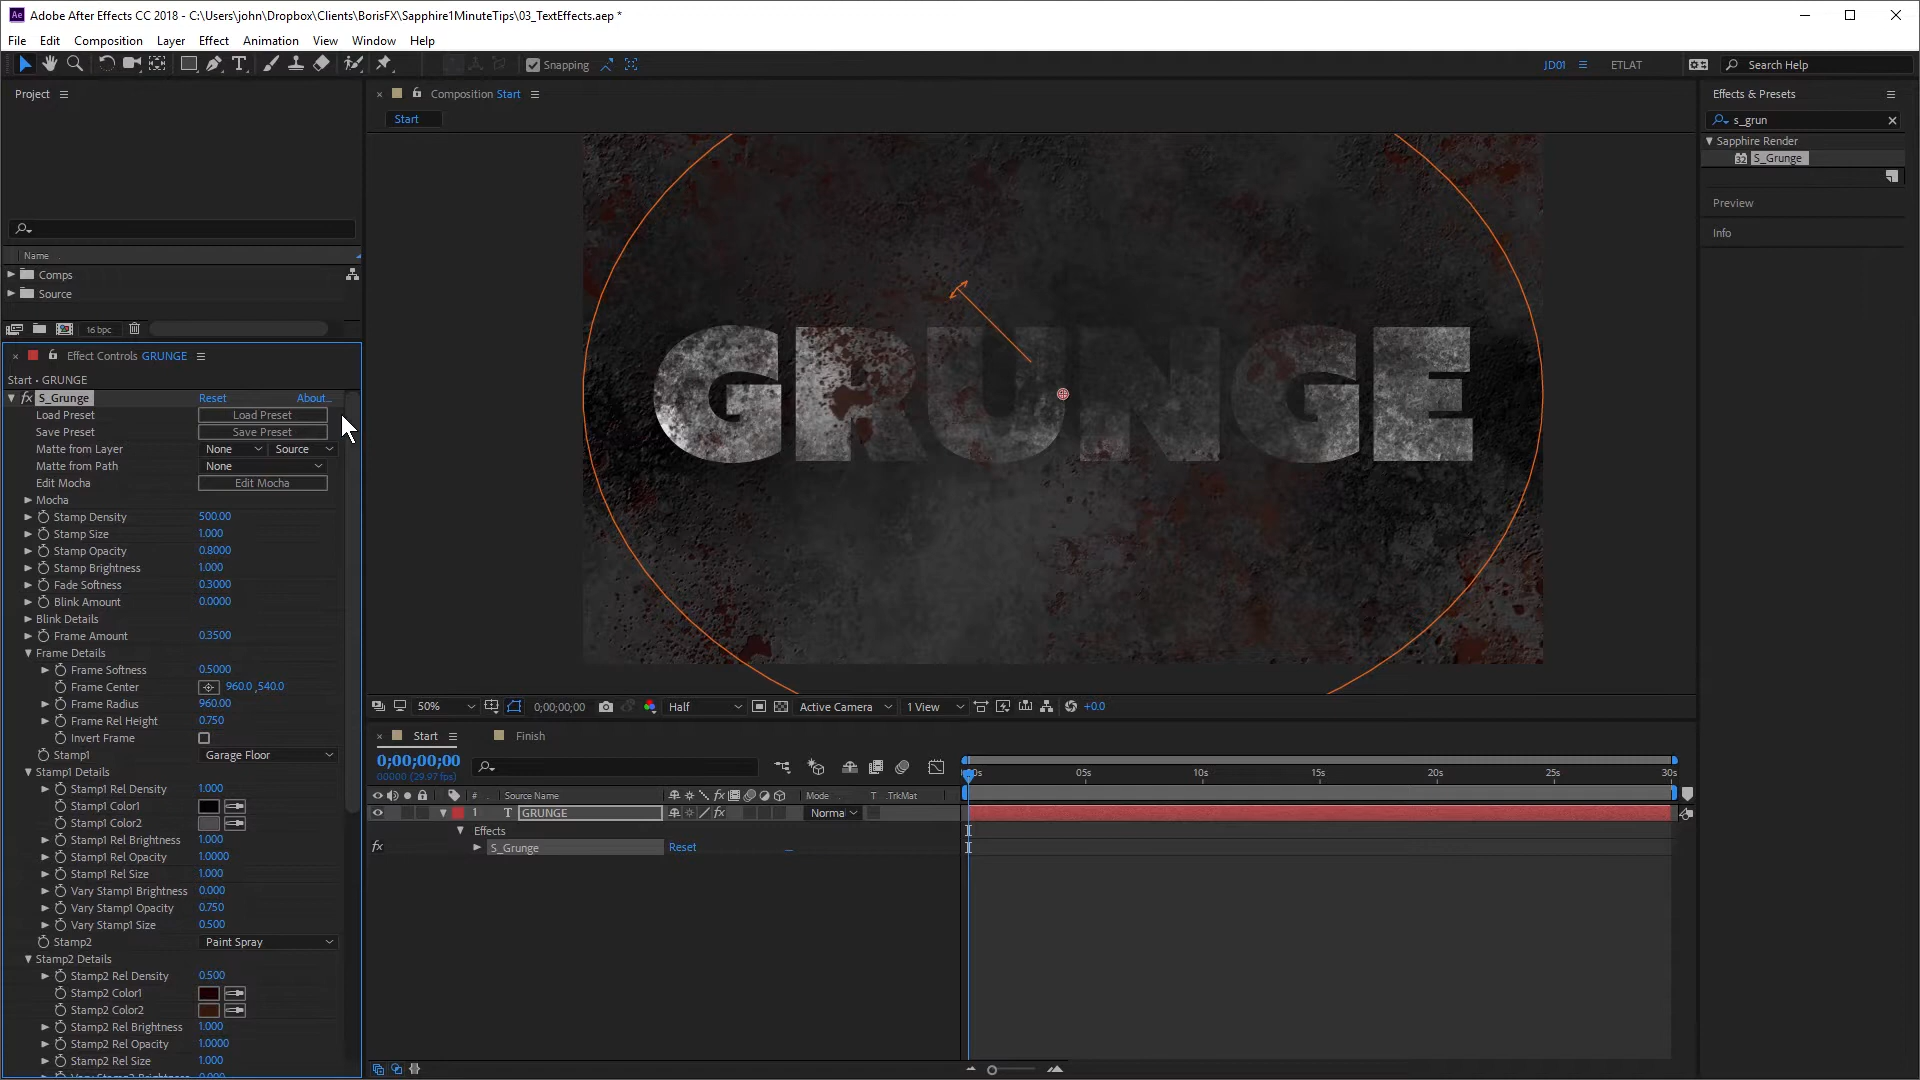 Adobe After Effects CC 2018 - C:\Users\john\Dropbox\Clients\BorisFX\Sapphire1MinuteTips\03_TextEffects.aep *
File Edit Composition Layer Effect Animation View Window Help
Snapping
JD01
ETLAT
Search Help
Project
Name
Comps
Source
16 bpc
Effect Controls GRUNGE
Start • GRUNGE
S_Grunge Reset About...
Load Preset Load Preset
Save Preset Save Preset
Matte from Layer None Source
Matte from Path None
Edit Mocha Edit Mocha
Mocha
Stamp Density 500.00
Stamp Size 1.000
Stamp Opacity 0.8000
Stamp Brightness 1.000
Fade Softness 0.3000
Blink Amount 0.0000
Blink Details
Frame Amount 0.3500
Frame Details
Frame Softness 0.5000
Frame Center 960.0 ,540.0
Frame Radius 960.00
Frame Rel Height 0.750
Invert Frame
Stamp1 Garage Floor
Stamp1 Details
Stamp1 Rel Density 1.000
Stamp1 Color1
Stamp1 Color2
Stamp1 Rel Brightness 1.000
Stamp1 Rel Opacity 1.0000
Stamp1 Rel Size 1.000
Vary Stamp1 Brightness 0.000
Vary Stamp1 Opacity 0.750
Vary Stamp1 Size 0.500
Stamp2 Paint Spray
Stamp2 Details
Stamp2 Rel Density 0.500
Stamp2 Color1
Stamp2 Color2
Stamp2 Rel Brightness 1.000
Stamp2 Rel Opacity 1.0000
Stamp2 Rel Size 1.000
Composition Start
Start
GRUNGE
50% 0;00;00;00 Half Active Camera 1 View +0.0
Start Finish
0;00;00;00
00000 (29.97 fps)
05s 10s 15s 20s 25s 30s
# Source Name Mode T .TrkMat
1 T GRUNGE Norma
Effects
fx S_Grunge Reset
Effects & Presets
s_grun
Sapphire Render
S_Grunge
Preview
Info